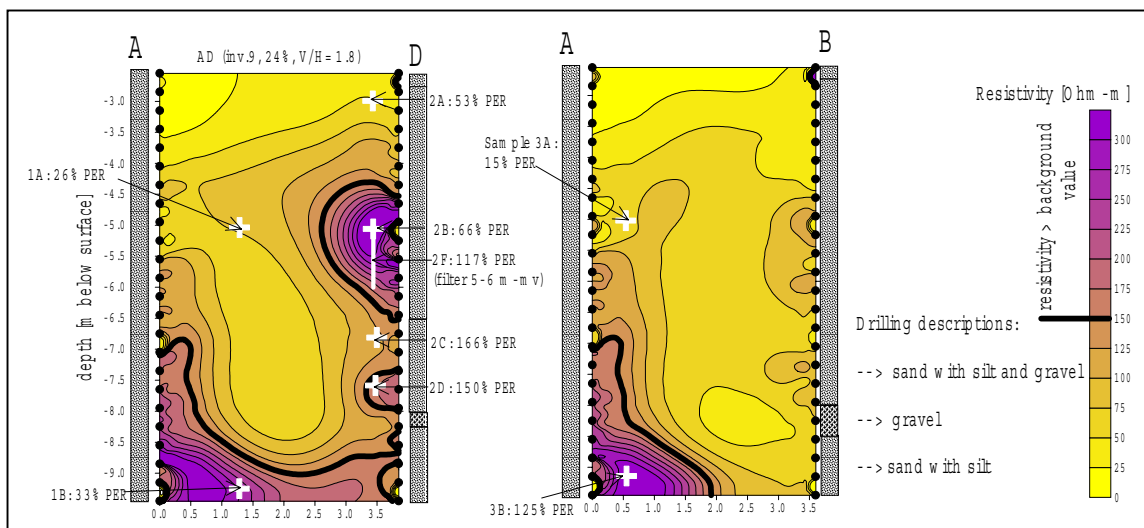 A
AD (inv.9, 24%, V/H = 1.8)
D
A
B
-3.0
-3.5
-4.0
-4.5
-5.0
-5.5
-6.0
-6.5
-7.0
-7.5
-8.0
-8.5
-9.0
depth [m below surface]
0.0 0.5 1.0 1.5 2.0 2.5 3.0 3.5
1A:26% PER
1B:33% PER
2A:53% PER
2B:66% PER
2F:117% PER
(filter 5-6 m -mv)
2C:166% PER
2D:150% PER
Sample 3A:
15% PER
3B:125% PER
0.0 0.5 1.0 1.5 2.0 2.5 3.0 3.5
Resistivity [Ohm-m]
resistivity > background
value
300
275
250
225
200
175
150
125
100
75
50
25
0
Drilling descriptions:
--> sand with silt and gravel
--> gravel
--> sand with silt